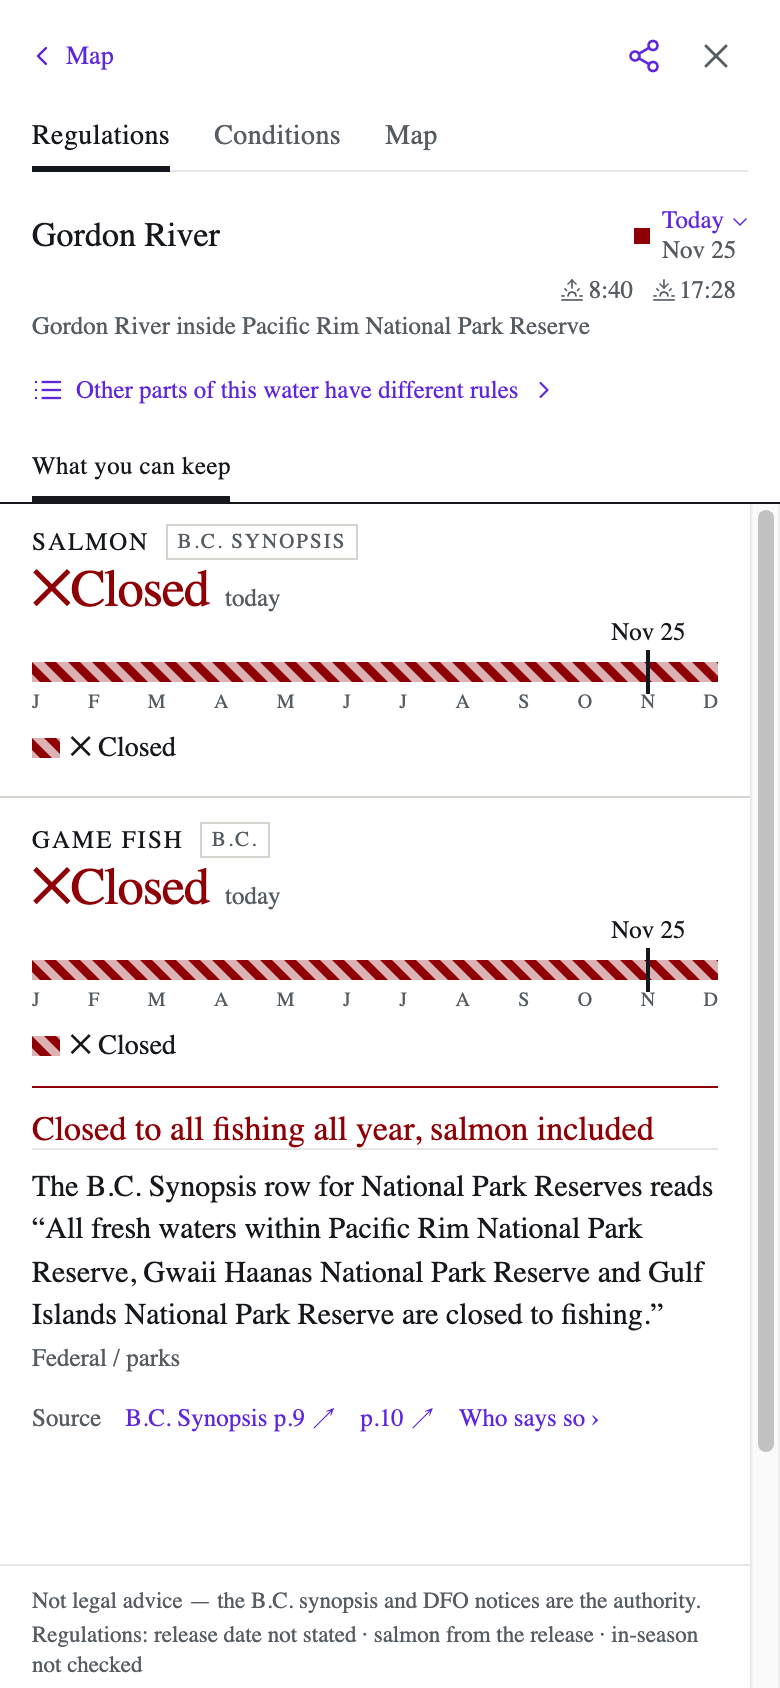 Map
Regulations Conditions Map
Gordon River
Today
Nov 25
8:40 17:28
Gordon River inside Pacific Rim National Park Reserve
Other parts of this water have different rules
What you can keep
SALMON B.C. SYNOPSIS
Closed today
Nov 25
J F M A M J J A S O N D
Closed
GAME FISH B.C.
Closed today
Nov 25
J F M A M J J A S O N D
Closed
Closed to all fishing all year, salmon included
The B.C. Synopsis row for National Park Reserves reads
“All fresh waters within Pacific Rim National Park
Reserve, Gwaii Haanas National Park Reserve and Gulf
Islands National Park Reserve are closed to fishing.”
Federal / parks
Source B.C. Synopsis p.9 ↗ p.10 ↗ Who says so ›
Not legal advice — the B.C. synopsis and DFO notices are the authority.
Regulations: release date not stated · salmon from the release · in-season
not checked